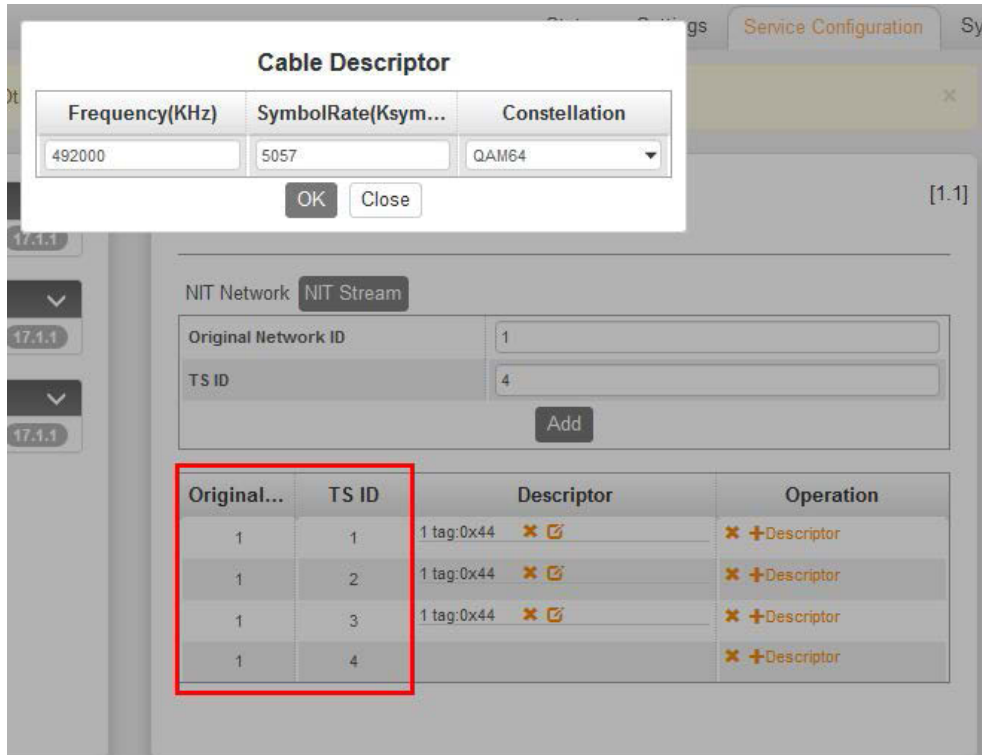 Service Configuration
Cable Descriptor
Frequency(KHz) SymbolRate(Ksym... Constellation
492000 5057 QAM64
OK Close
[1.1]
17.1.1
NIT Network NIT Stream
17.1.1
Original Network ID 1
TS ID 4
17.1.1
Add
Original... TS ID Descriptor Operation
1 1 1 tag:0x44 Descriptor
1 2 1 tag:0x44 Descriptor
1 3 1 tag:0x44 Descriptor
1 4 Descriptor